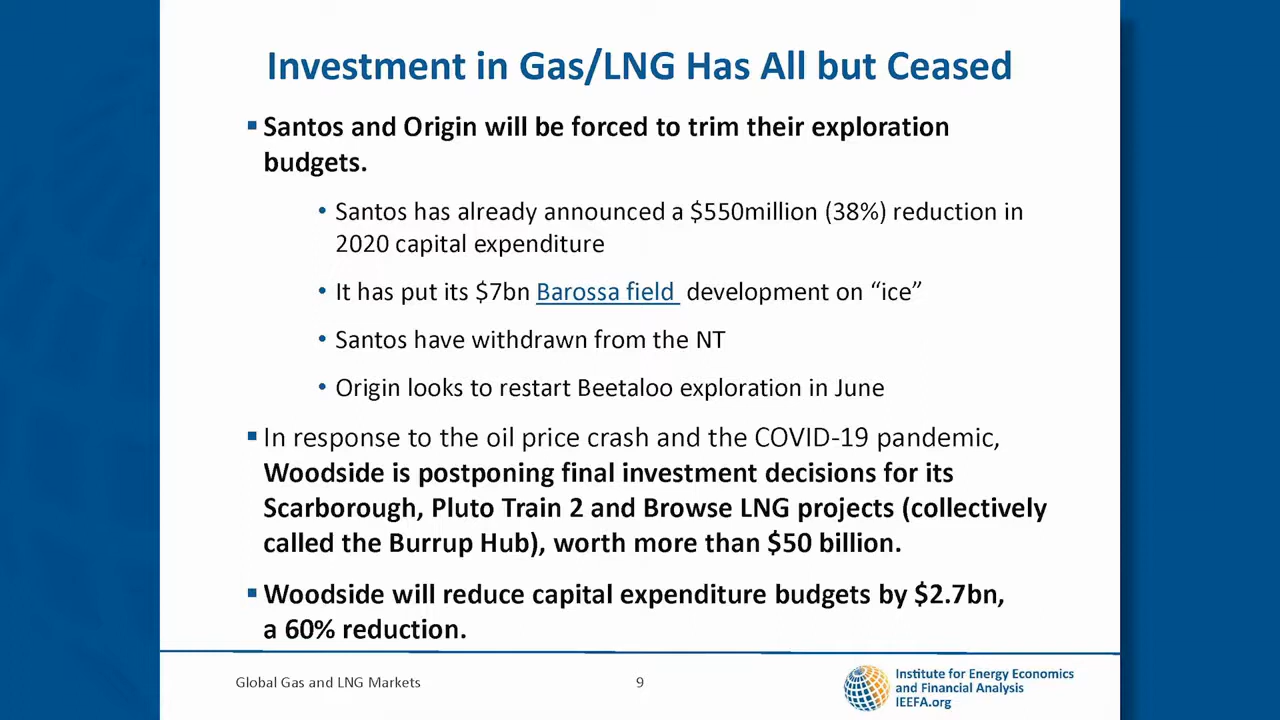 Investment in Gas/LNG Has All but Ceased
▪ Santos and Origin will be forced to trim their exploration
budgets.
• Santos has already announced a $550million (38%) reduction in
2020 capital expenditure
• It has put its $7bn Barossa field development on “ice”
• Santos have withdrawn from the NT
• Origin looks to restart Beetaloo exploration in June
▪ In response to the oil price crash and the COVID-19 pandemic,
Woodside is postponing final investment decisions for its
Scarborough, Pluto Train 2 and Browse LNG projects (collectively
called the Burrup Hub), worth more than $50 billion.
▪ Woodside will reduce capital expenditure budgets by $2.7bn,
a 60% reduction.
Global Gas and LNG Markets
9
Institute for Energy Economics
and Financial Analysis
IEEFA.org